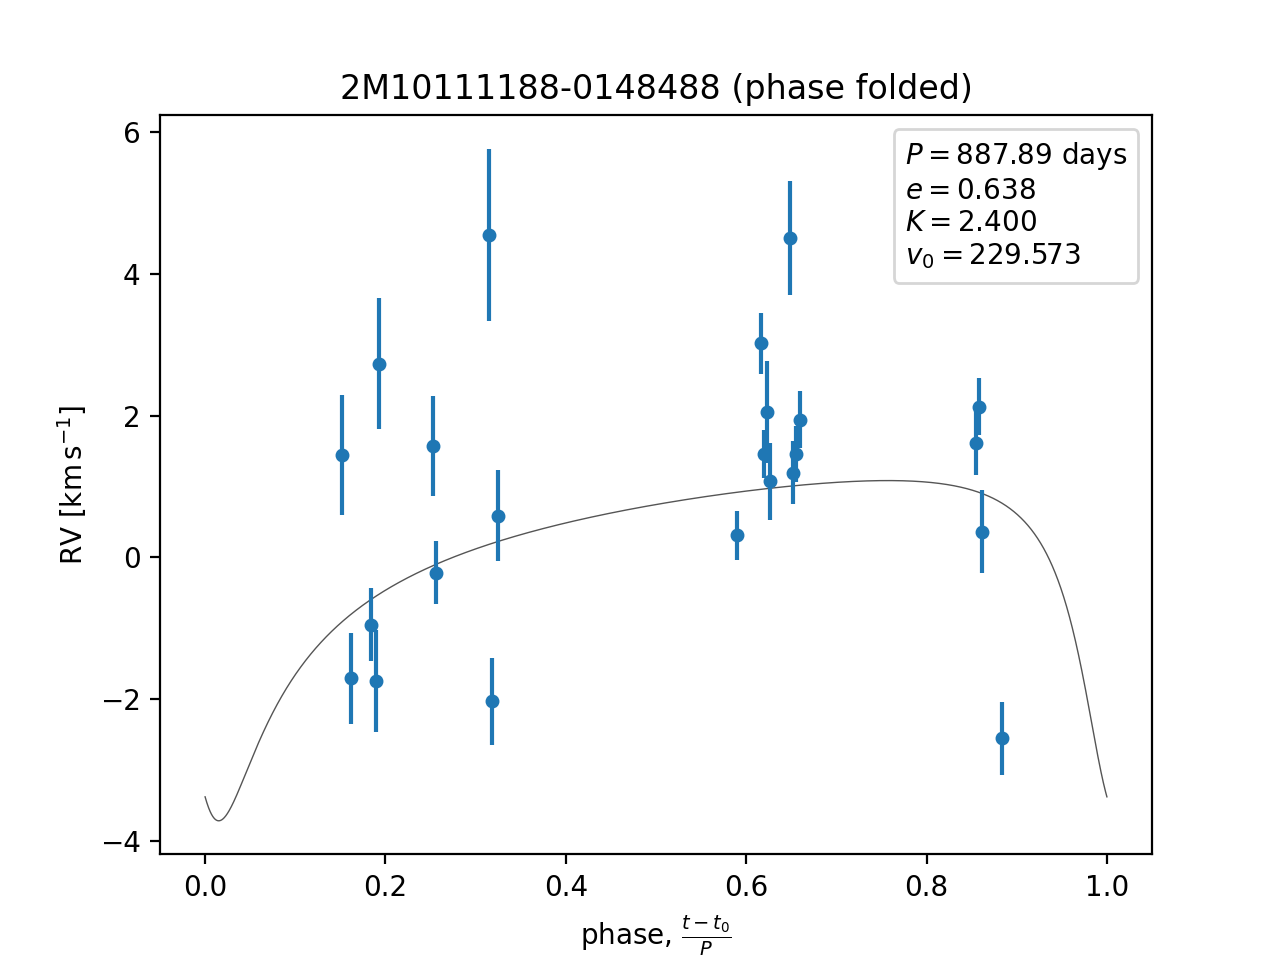 2M10111188-0148488 (phase folded)
P = 887.89 days
e = 0.638
K = 2.400
v₀ = 229.573
6
4
2
0
−2
−4
RV [km s⁻¹]
0.0 0.2 0.4 0.6 0.8 1.0
phase, (t − t₀)/P